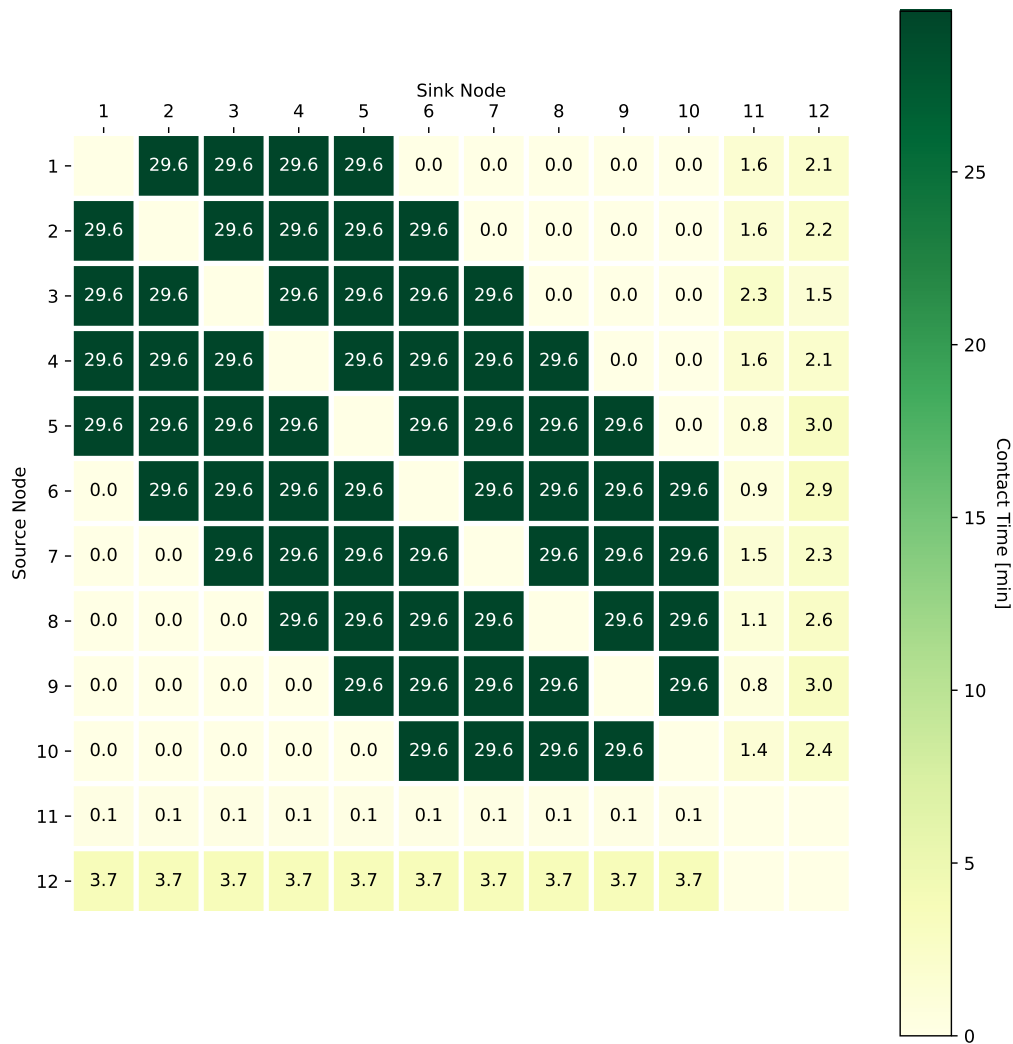 Sink Node
1 2 3 4 5 6 7 8 9 10 11 12
1 29.6 29.6 29.6 29.6 0.0 0.0 0.0 0.0 0.0 1.6 2.1
2 29.6 29.6 29.6 29.6 29.6 0.0 0.0 0.0 0.0 1.6 2.2
3 29.6 29.6 29.6 29.6 29.6 29.6 0.0 0.0 0.0 2.3 1.5
4 29.6 29.6 29.6 29.6 29.6 29.6 29.6 0.0 0.0 1.6 2.1
5 29.6 29.6 29.6 29.6 29.6 29.6 29.6 29.6 0.0 0.8 3.0
6 0.0 29.6 29.6 29.6 29.6 29.6 29.6 29.6 29.6 0.9 2.9
7 0.0 0.0 29.6 29.6 29.6 29.6 29.6 29.6 29.6 1.5 2.3
8 0.0 0.0 0.0 29.6 29.6 29.6 29.6 29.6 29.6 1.1 2.6
9 0.0 0.0 0.0 0.0 29.6 29.6 29.6 29.6 29.6 0.8 3.0
10 0.0 0.0 0.0 0.0 0.0 29.6 29.6 29.6 29.6 1.4 2.4
11 0.1 0.1 0.1 0.1 0.1 0.1 0.1 0.1 0.1 0.1
12 3.7 3.7 3.7 3.7 3.7 3.7 3.7 3.7 3.7 3.7
Source Node
25
20
15
10
5
0
Contact Time [min]